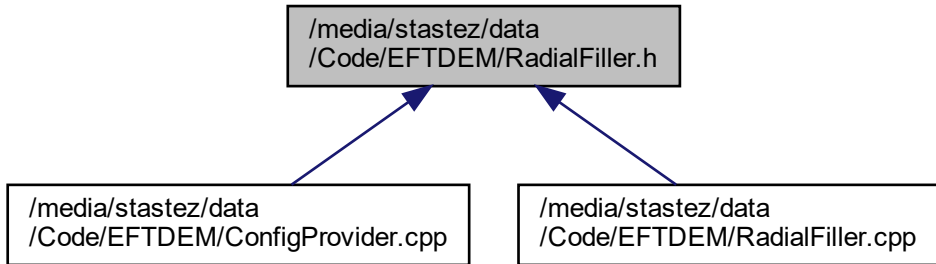 /media/stastez/data
/Code/EFTDEM/RadialFiller.h
/media/stastez/data
/Code/EFTDEM/ConfigProvider.cpp
/media/stastez/data
/Code/EFTDEM/RadialFiller.cpp